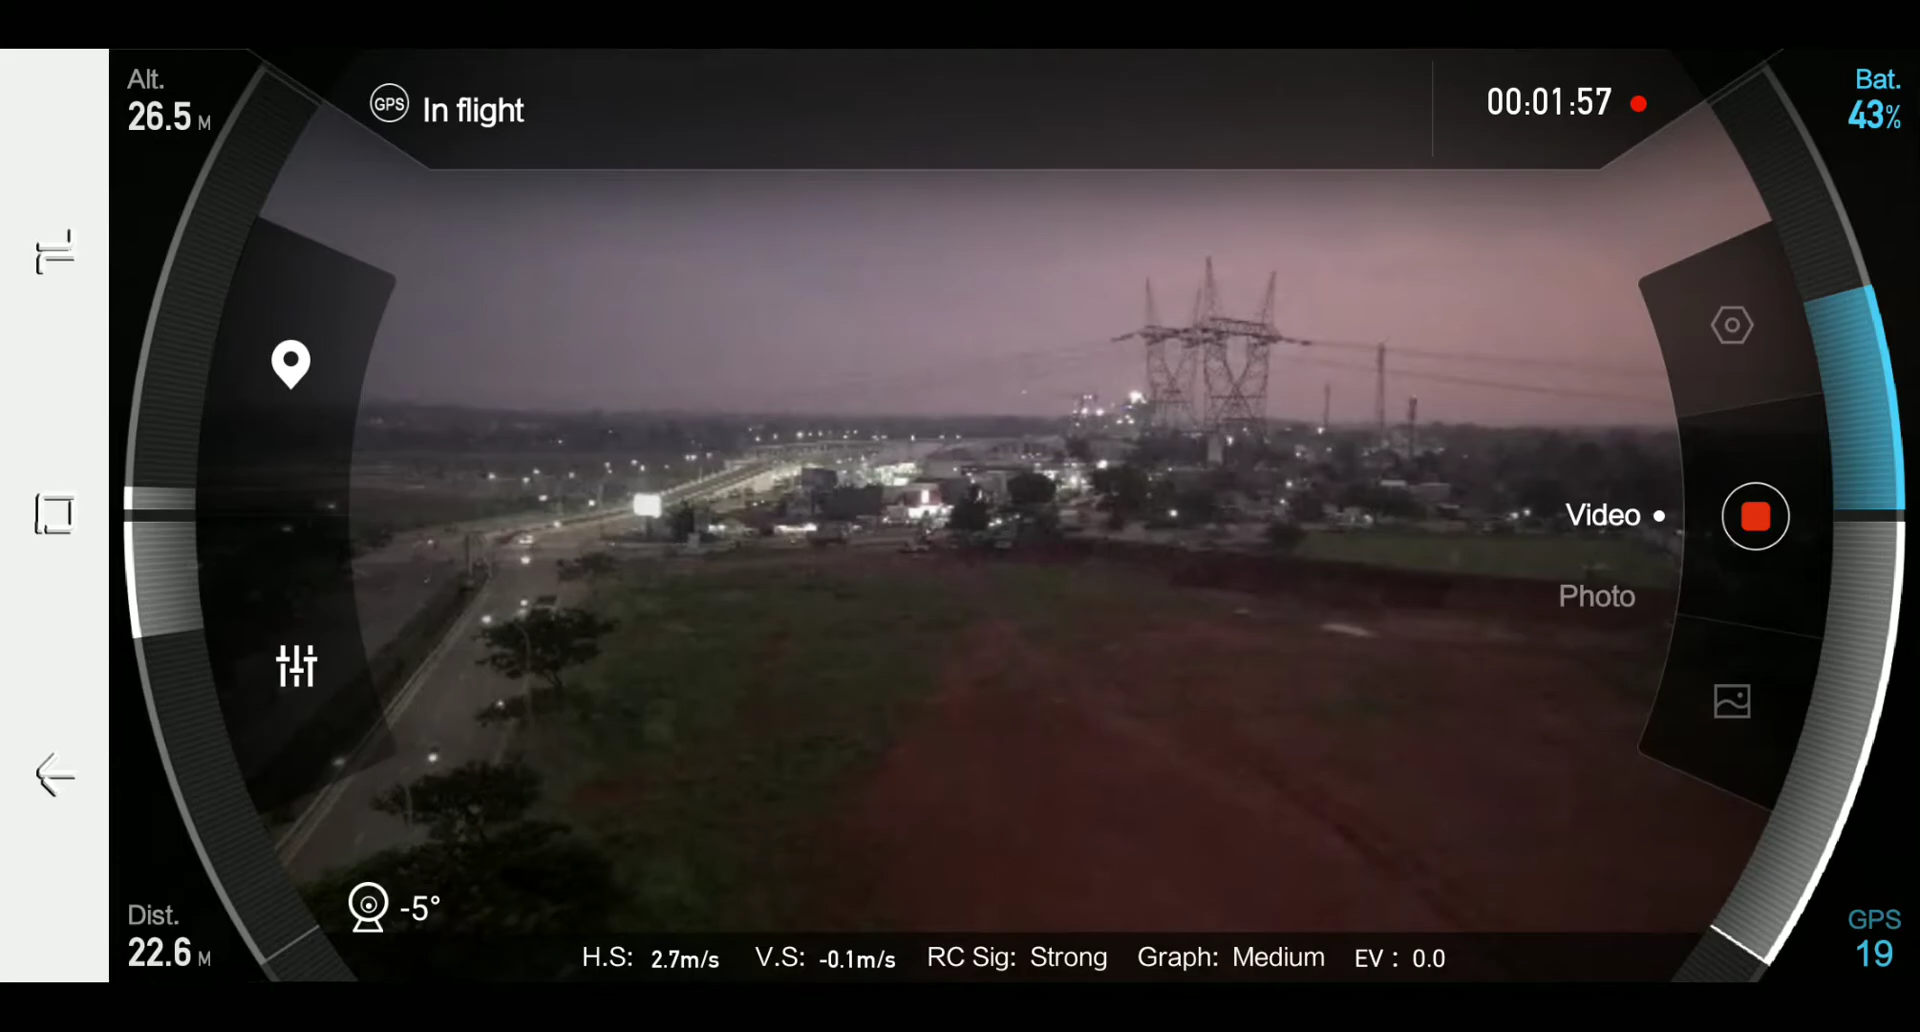 Alt.
26.5 M
GPS In flight
00:01:57
Bat.
43%
Video
Photo
-5°
Dist.
22.6 M
H.S: 2.7m/s V.S: -0.1m/s RC Sig: Strong Graph: Medium EV : 0.0
GPS
19